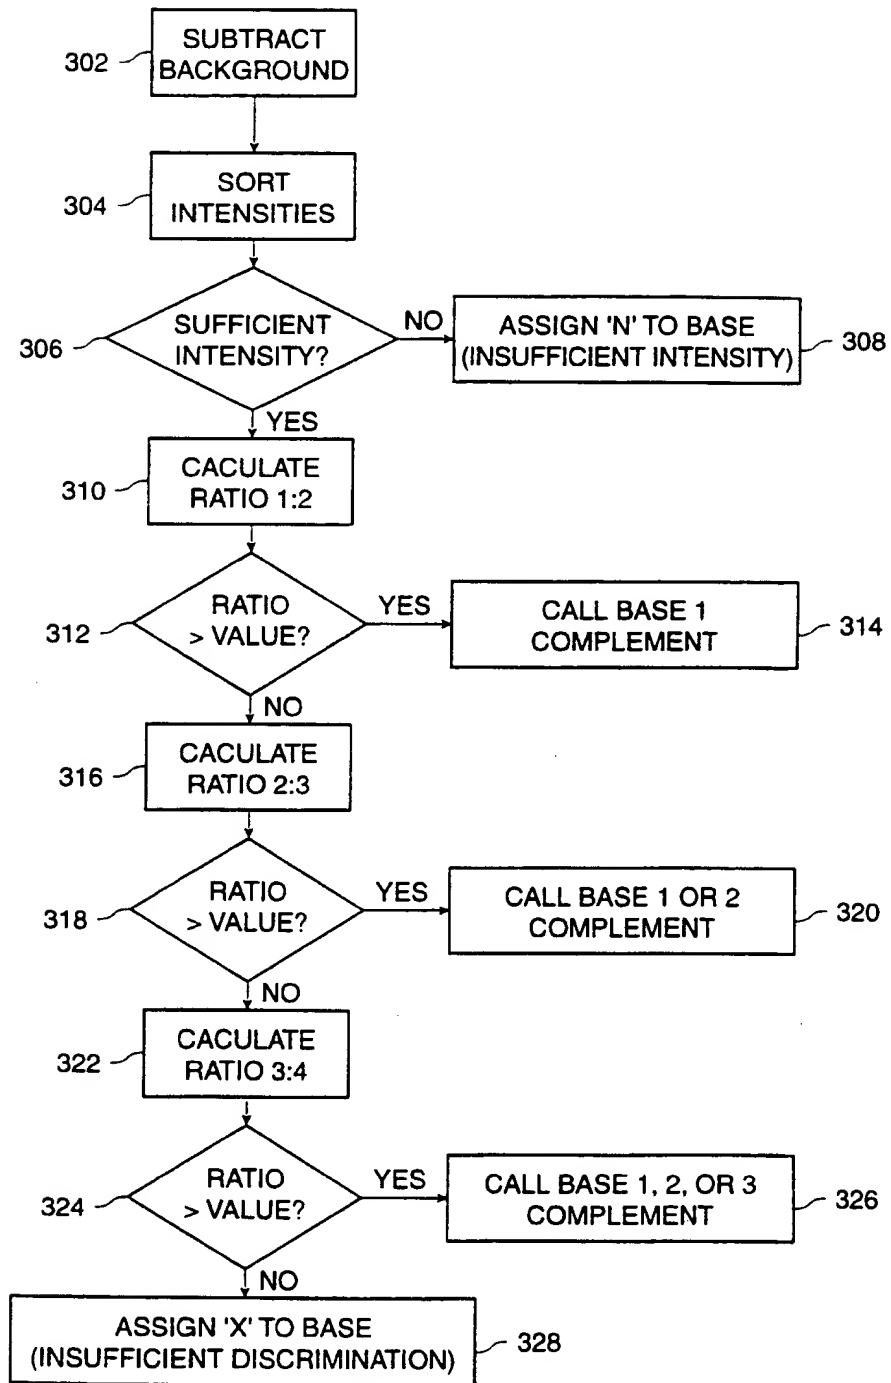 302
SUBTRACT
BACKGROUND
304
SORT
INTENSITIES
306
SUFFICIENT
INTENSITY?
NO
ASSIGN 'N' TO BASE
(INSUFFICIENT INTENSITY)
308
YES
310
CACULATE
RATIO 1:2
312
RATIO
> VALUE?
YES
CALL BASE 1
COMPLEMENT
314
NO
316
CACULATE
RATIO 2:3
318
RATIO
> VALUE?
YES
CALL BASE 1 OR 2
COMPLEMENT
320
NO
322
CACULATE
RATIO 3:4
324
RATIO
> VALUE?
YES
CALL BASE 1, 2, OR 3
COMPLEMENT
326
NO
ASSIGN 'X' TO BASE
(INSUFFICIENT DISCRIMINATION)
328